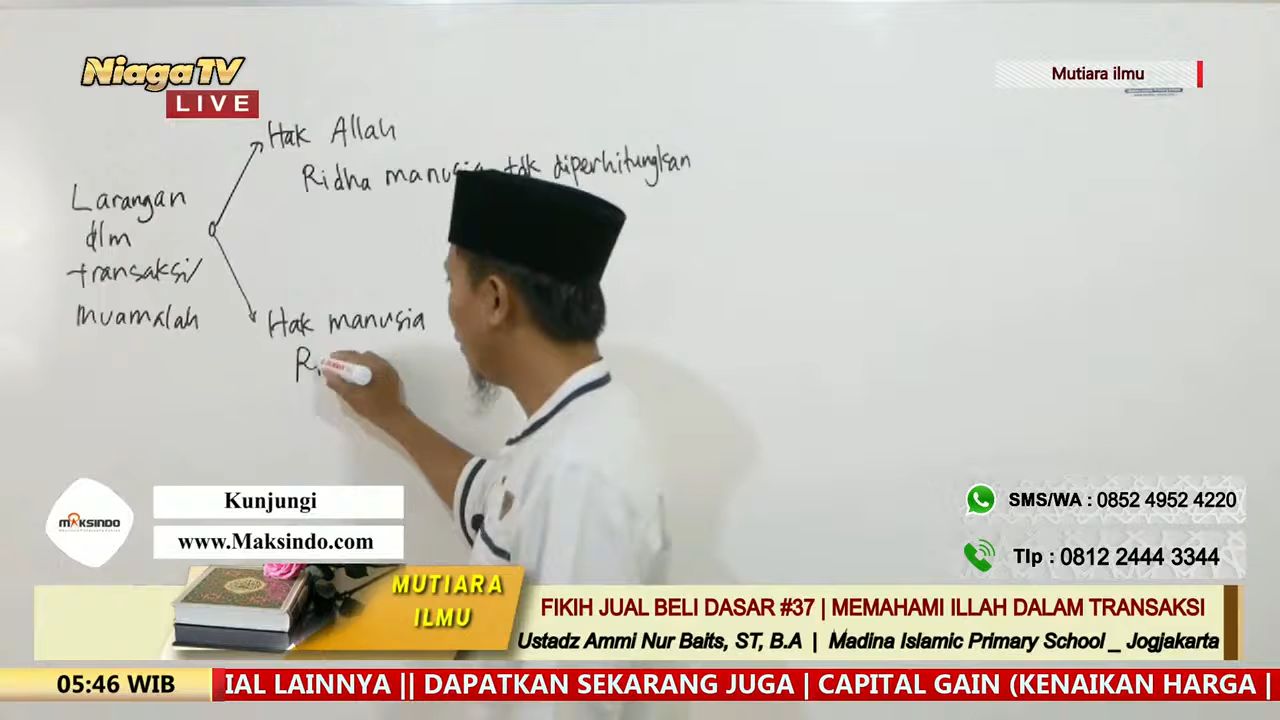 NiagaTV
LIVE
Mutiara ilmu
Hak Allah
Ridha manusia tdk diperhitungkan
Larangan
dlm
transaksi/
muamalah
Hak manusia
Ri
MAKSINDO
Kunjungi
www.Maksindo.com
SMS/WA : 0852 4952 4220
Tlp : 0812 2444 3344
MUTIARA
ILMU
FIKIH JUAL BELI DASAR #37 | MEMAHAMI ILLAH DALAM TRANSAKSI
Ustadz Ammi Nur Baits, ST, B.A | Madina Islamic Primary School _ Jogjakarta
05:46 WIB
IAL LAINNYA || DAPATKAN SEKARANG JUGA | CAPITAL GAIN (KENAIKAN HARGA |